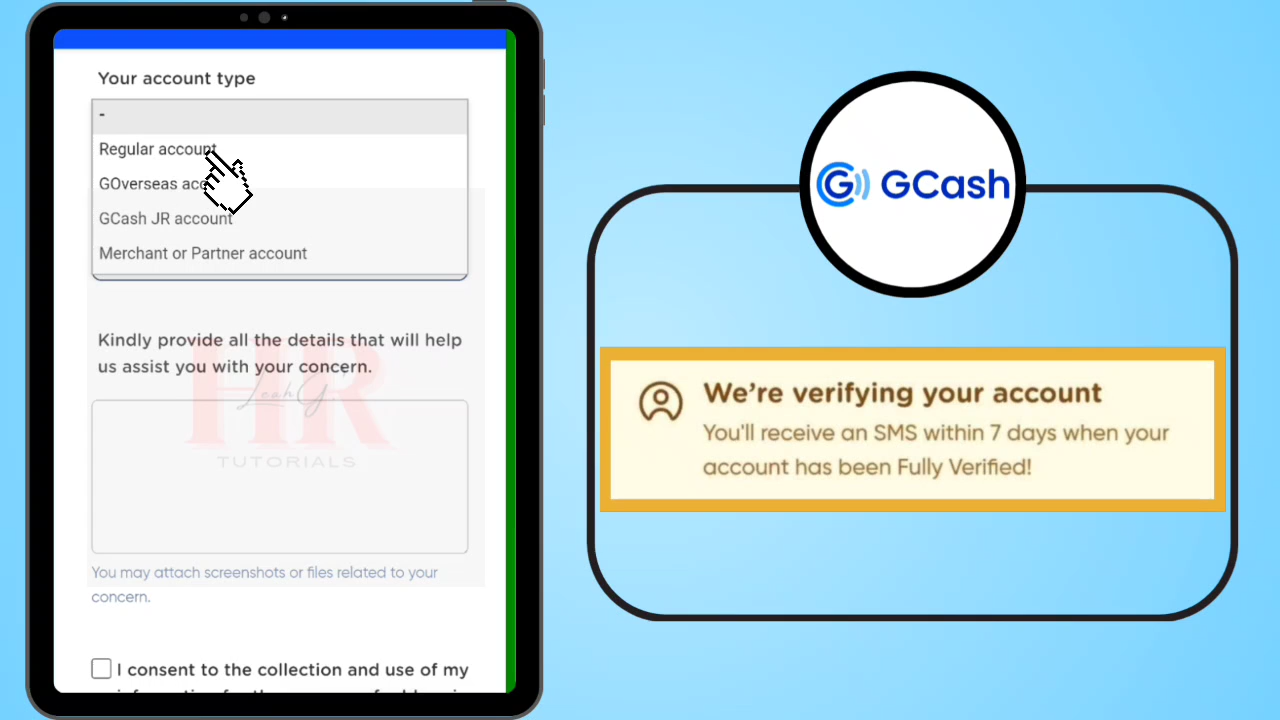 Your account type
-
Regular account
GOverseas acc
GCash JR account
Merchant or Partner account
Kindly provide all the details that will help
us assist you with your concern.
HR
Leah G.
TUTORIALS
You may attach screenshots or files related to your
concern.
I consent to the collection and use of my
G GCash
We’re verifying your account
You'll receive an SMS within 7 days when your
account has been Fully Verified!